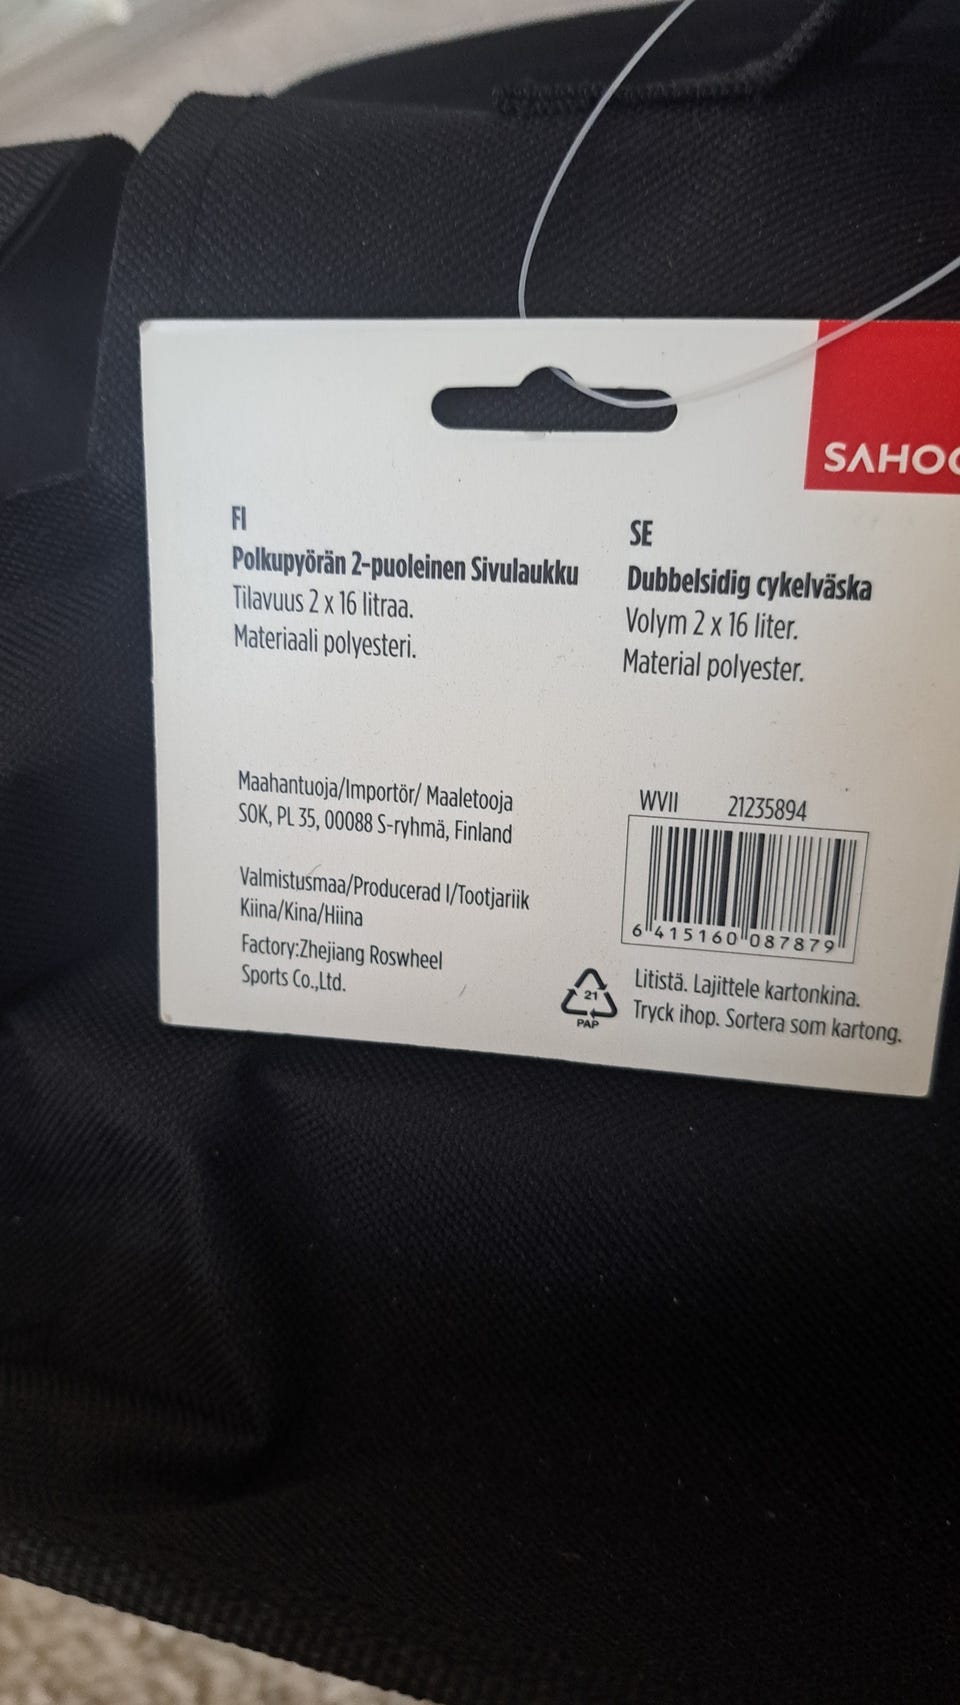 SAHOO
FI
Polkupyörän 2-puoleinen Sivulaukku
Tilavuus 2 x 16 litraa.
Materiaali polyesteri.
SE
Dubbelsidig cykelväska
Volym 2 x 16 liter.
Material polyester.
Maahantuoja/Importör/ Maaletooja
SOK, PL 35, 00088 S-ryhmä, Finland
Valmistusmaa/Producerad I/Tootjariik
Kiina/Kina/Hiina
Factory:Zhejiang Roswheel
Sports Co.,Ltd.
WVII 21235894
6 415160 087879
21
PAP
Litistä. Lajittele kartonkina.
Tryck ihop. Sortera som kartong.